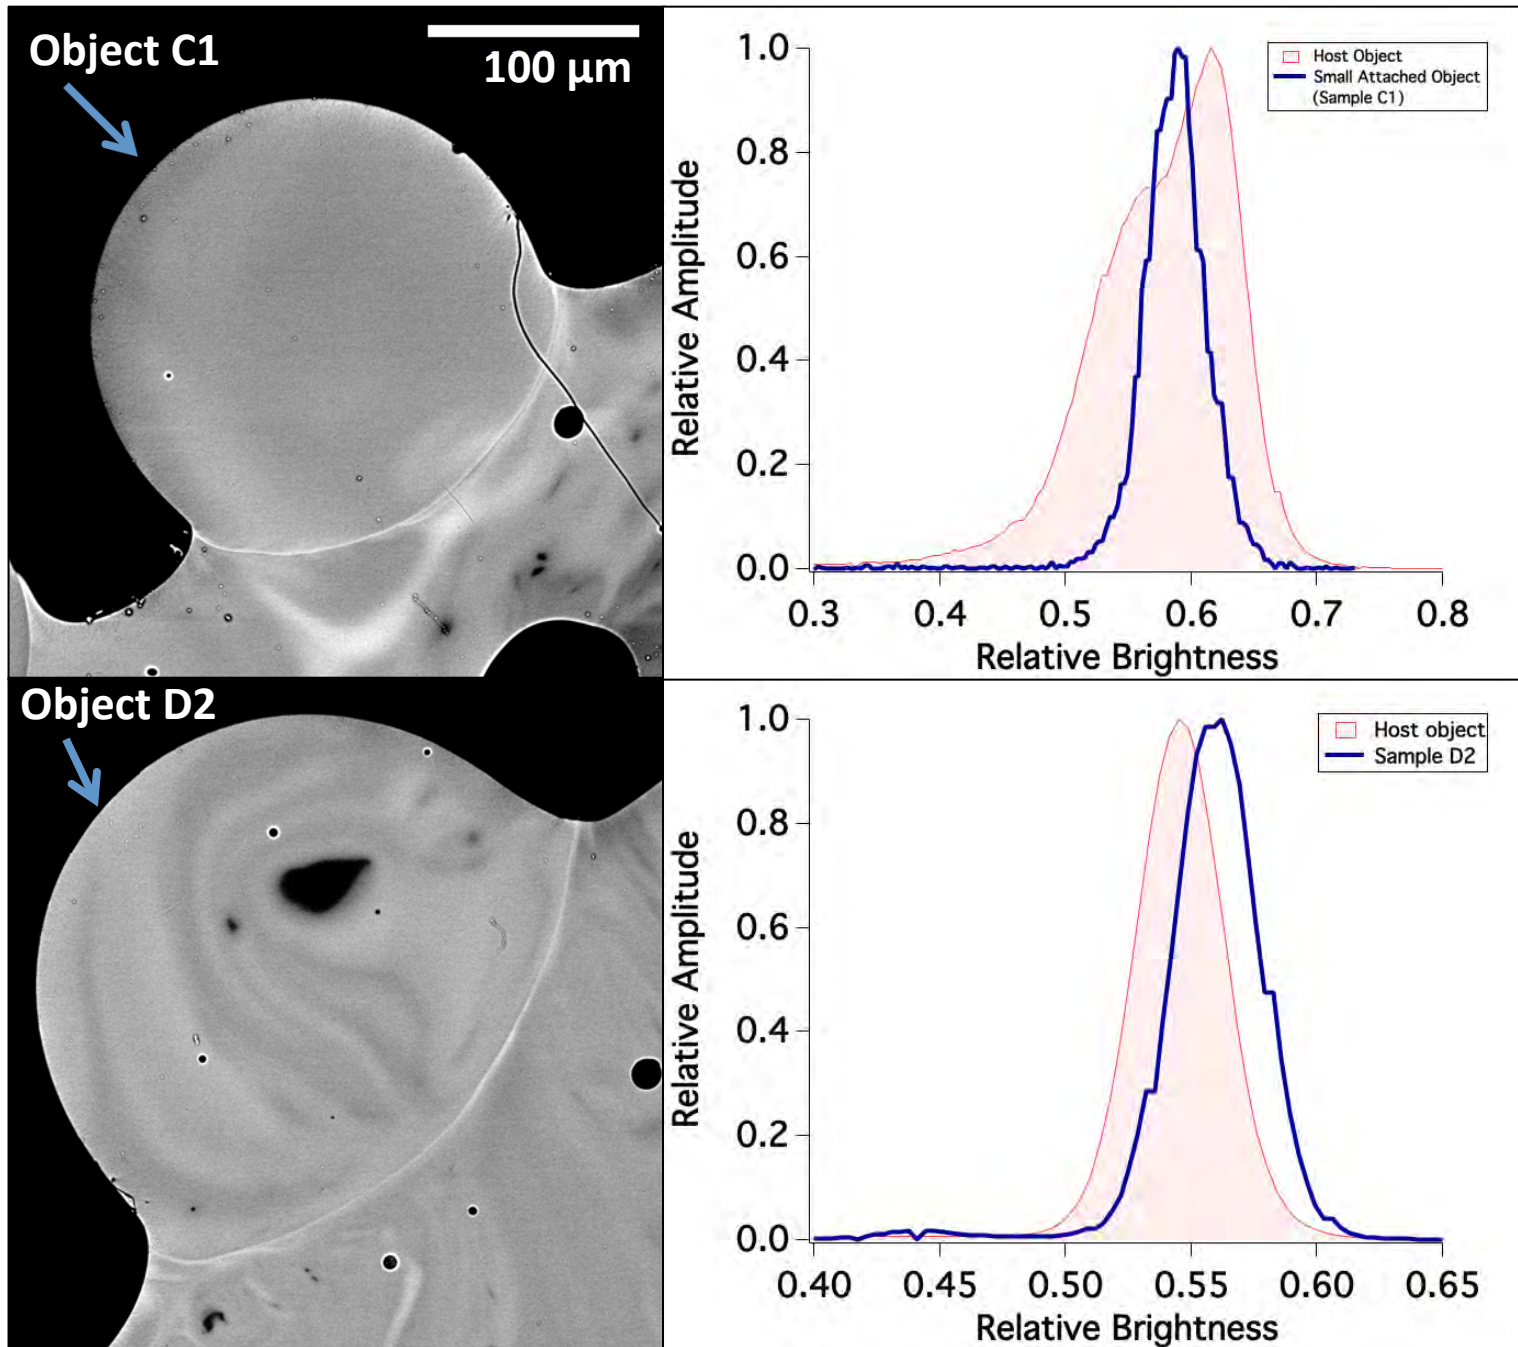 Object C1
100 µm
Relative Amplitude
1.0
0.8
0.6
0.4
0.2
0.0
Host Object
Small Attached Object
(Sample C1)
0.3 0.4 0.5 0.6 0.7 0.8
Relative Brightness
Object D2
Relative Amplitude
1.0
0.8
0.6
0.4
0.2
0.0
Host object
Sample D2
0.40 0.45 0.50 0.55 0.60 0.65
Relative Brightness